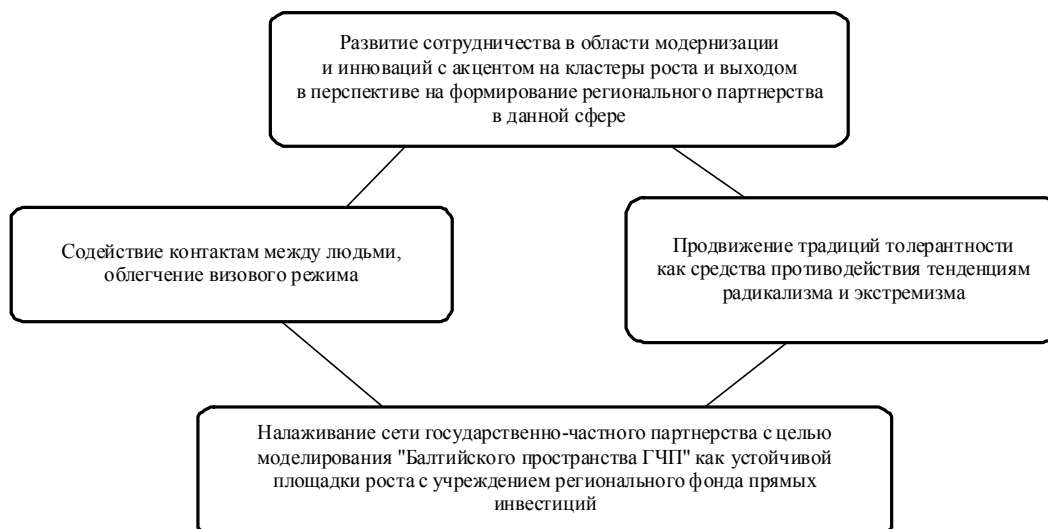 Развитие сотрудничества в области модернизации
и инноваций с акцентом на кластеры роста и выходом
в перспективе на формирование регионального партнерства
в данной сфере
Содействие контактам между людьми,
облегчение визового режима
Продвижение традиций толерантности
как средства противодействия тенденциям
радикализма и экстремизма
Налаживание сети государственно-частного партнерства с целью
моделирования "Балтийского пространства ГЧП" как устойчивой
площадки роста с учреждением регионального фонда прямых
инвестиций